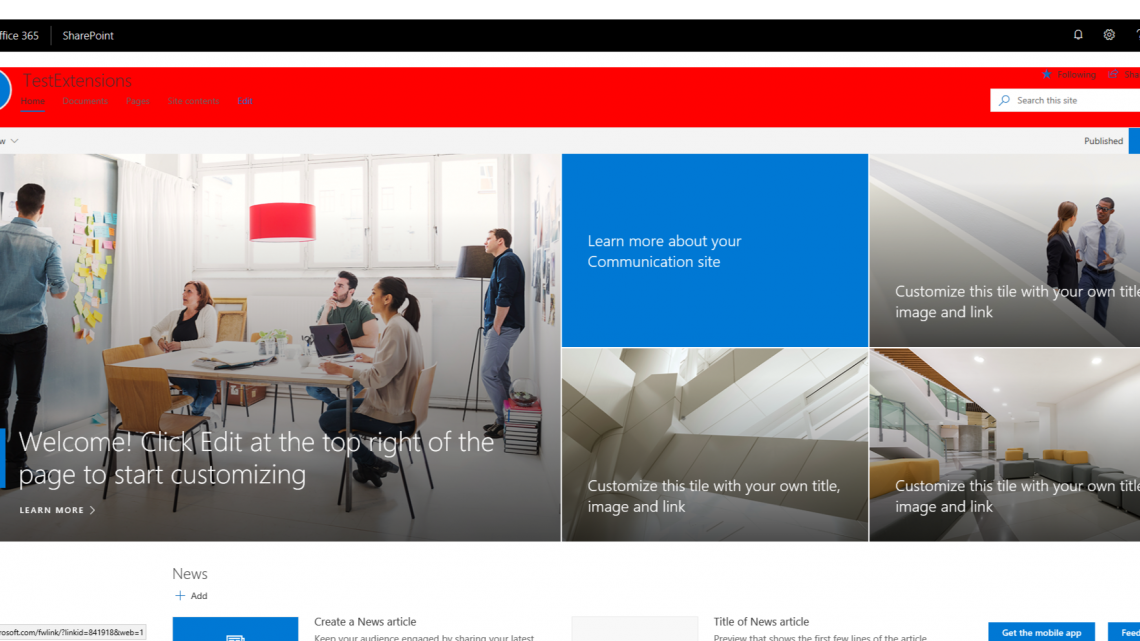 ffice 365 SharePoint
TestExtensions
Following
Home Documents Pages Site contents Edit
Search this site
Published
Learn more about your
Communication site
Customize this tile with your own title
image and link
Welcome! Click Edit at the top right of the
page to start customizing
LEARN MORE
Customize this tile with your own title,
image and link
Customize this tile with your own title
image and link
News
Add
Create a News article
Keep your audience engaged by sharing your latest
Title of News article
Preview that shows the first few lines of the article
Get the mobile app
Feed
rosoft.com/fwlink/?linkid=841918&web=1